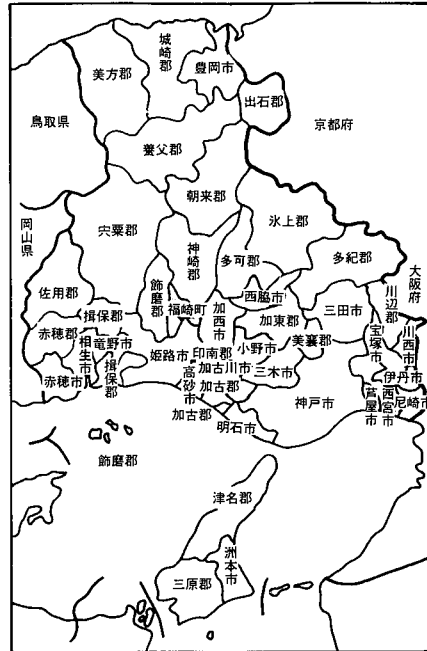 城崎郡
美方郡
豊岡市
鳥取県
出石郡
京都府
養父郡
朝来郡
氷上郡
宍粟郡
岡山県
神崎郡
多可郡
多紀郡
大阪府
佐用郡
飾磨郡
福崎町
加西市
西脇市
三田市
川辺郡
揖保郡
加東郡
赤穂郡
相生市
竜野市
揖保郡
姫路市
印南郡
小野市
美嚢郡
宝塚市
川西市
赤穂市
高砂市
加古川市
三木市
伊丹市
加古郡
神戸市
芦屋市
西宮市
尼崎市
加古郡
明石市
飾磨郡
津名郡
洲本市
三原郡